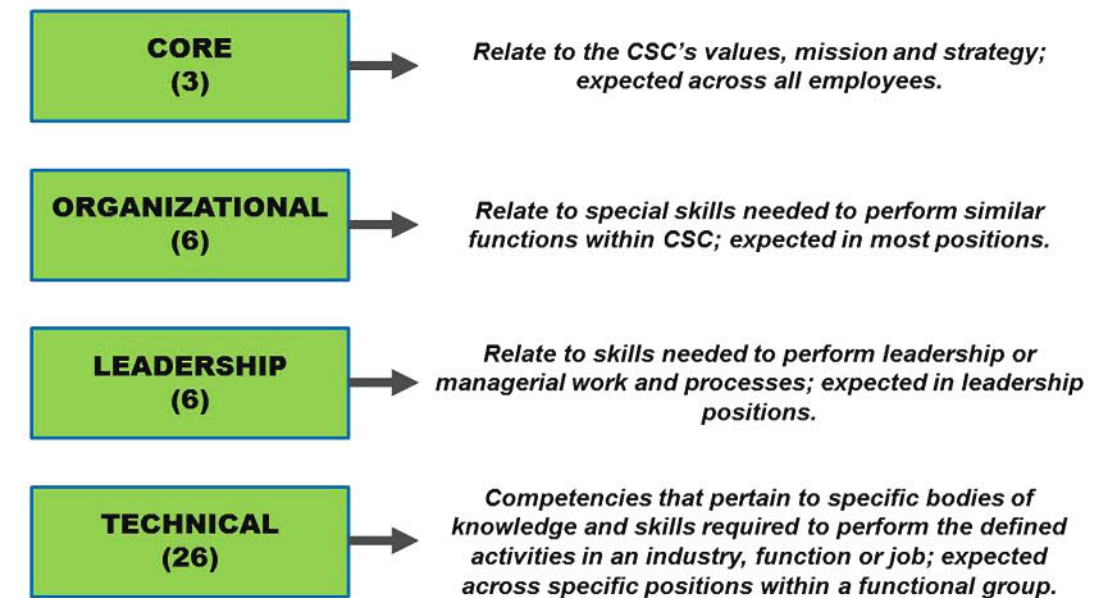 CORE
(3)
Relate to the CSC's values, mission and strategy;
expected across all employees.
ORGANIZATIONAL
(6)
Relate to special skills needed to perform similar
functions within CSC; expected in most positions.
LEADERSHIP
(6)
Relate to skills needed to perform leadership or
managerial work and processes; expected in leadership
positions.
TECHNICAL
(26)
Competencies that pertain to specific bodies of
knowledge and skills required to perform the defined
activities in an industry, function or job; expected
across specific positions within a functional group.